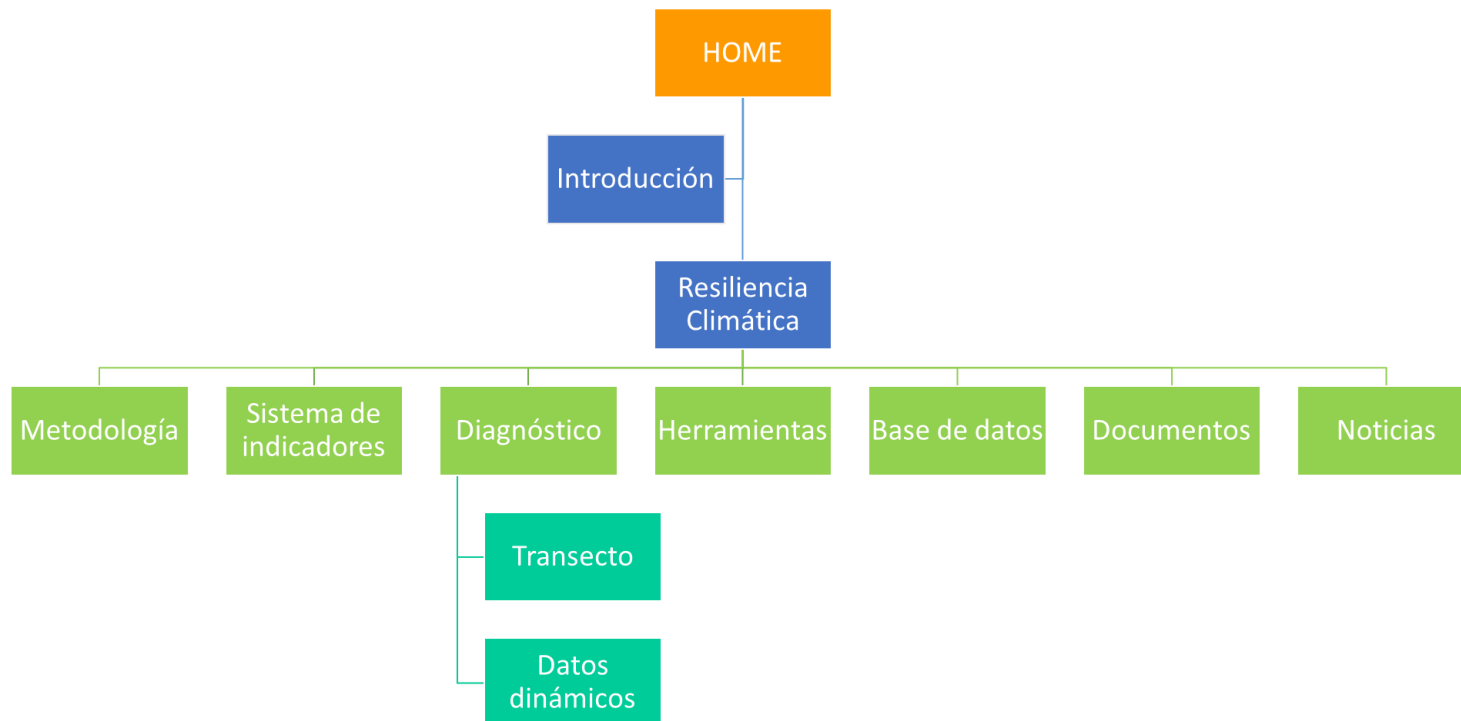 HOME
Introducción
Resiliencia
Climática
Metodología
Sistema de
indicadores
Diagnóstico
Herramientas
Base de datos
Documentos
Noticias
Transecto
Datos
dinámicos